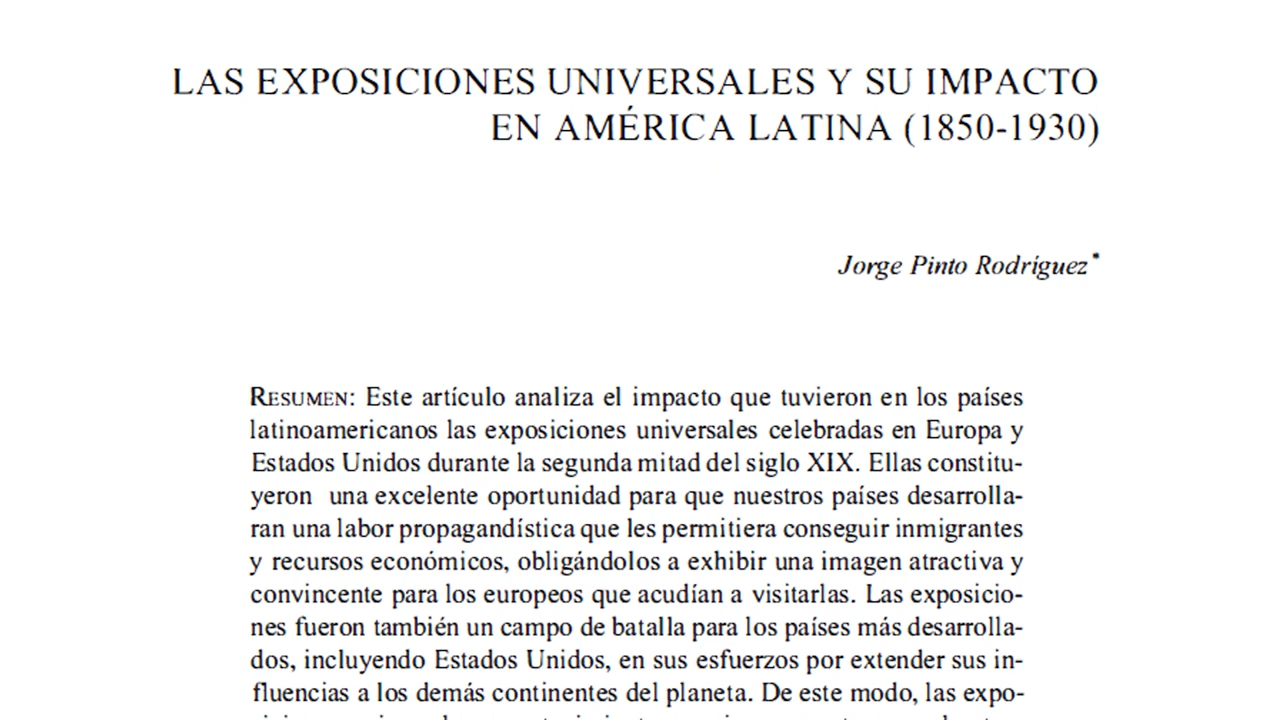 LAS EXPOSICIONES UNIVERSALES Y SU IMPACTO
EN AMÉRICA LATINA (1850-1930)
Jorge Pinto Rodríguez*
RESUMEN: Este artículo analiza el impacto que tuvieron en los países
latinoamericanos las exposiciones universales celebradas en Europa y
Estados Unidos durante la segunda mitad del siglo XIX. Ellas constitu-
yeron una excelente oportunidad para que nuestros países desarrolla-
ran una labor propagandística que les permitiera conseguir inmigrantes
y recursos económicos, obligándolos a exhibir una imagen atractiva y
convincente para los europeos que acudían a visitarlas. Las exposicio-
nes fueron también un campo de batalla para los países más desarrolla-
dos, incluyendo Estados Unidos, en sus esfuerzos por extender sus in-
fluencias a los demás continentes del planeta. De este modo, las expo-